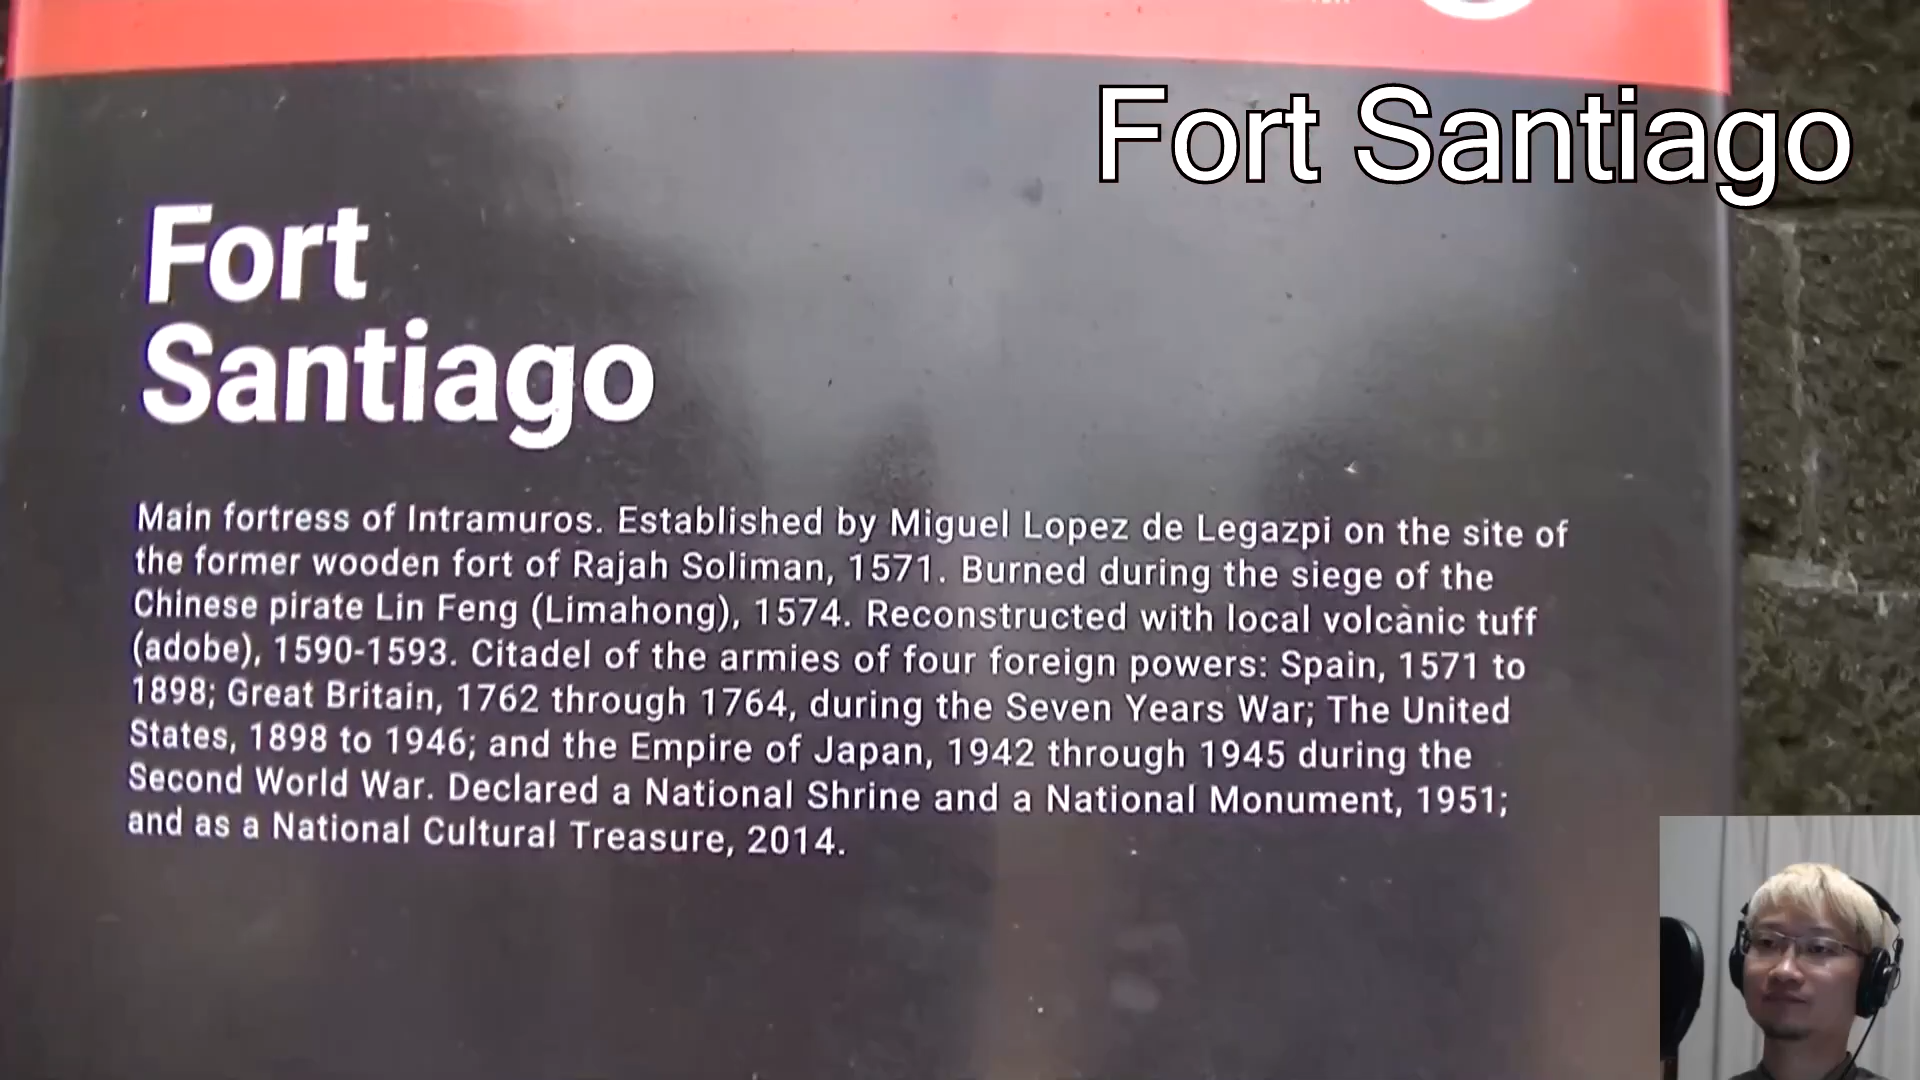 Fort Santiago
Fort
Santiago
Main fortress of Intramuros. Established by Miguel Lopez de Legazpi on the site of
the former wooden fort of Rajah Soliman, 1571. Burned during the siege of the
Chinese pirate Lin Feng (Limahong), 1574. Reconstructed with local volcanic tuff
(adobe), 1590-1593. Citadel of the armies of four foreign powers: Spain, 1571 to
1898; Great Britain, 1762 through 1764, during the Seven Years War; The United
States, 1898 to 1946; and the Empire of Japan, 1942 through 1945 during the
Second World War. Declared a National Shrine and a National Monument, 1951;
and as a National Cultural Treasure, 2014.